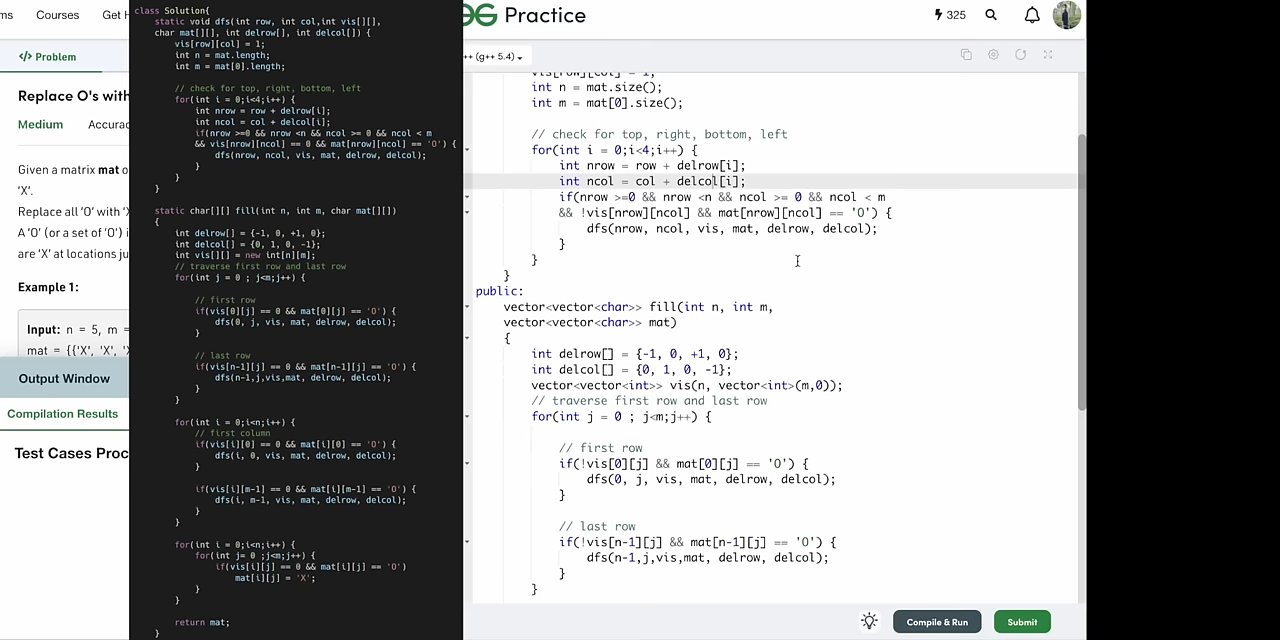 ms Courses Get H
Practice
325
</> Problem
Replace O's with
Medium Accurac
Given a matrix mat o
'X'.
Replace all 'O' with 'X
A 'O' (or a set of 'O') i
are 'X' at locations ju
Example 1:
Input: n = 5, m =
mat = {{'X', 'X', 'X
Output Window
Compilation Results
Test Cases Proc
class Solution{
static void dfs(int row, int col,int vis[][],
char mat[][], int delrow[], int delcol[]) {
vis[row][col] = 1;
int n = mat.length;
int m = mat[0].length;
// check for top, right, bottom, left
for(int i = 0;i<4;i++) {
int nrow = row + delrow[i];
int ncol = col + delcol[i];
if(nrow >=0 && nrow <n && ncol >= 0 && ncol < m
&& vis[nrow][ncol] == 0 && mat[nrow][ncol] == 'O') {
dfs(nrow, ncol, vis, mat, delrow, delcol);
}
}
}
static char[][] fill(int n, int m, char mat[][])
{
int delrow[] = {-1, 0, +1, 0};
int delcol[] = {0, 1, 0, -1};
int vis[][] = new int[n][m];
// traverse first row and last row
for(int j = 0 ; j<m;j++) {
// first row
if(vis[0][j] == 0 && mat[0][j] == 'O') {
dfs(0, j, vis, mat, delrow, delcol);
}
// last row
if(vis[n-1][j] == 0 && mat[n-1][j] == 'O') {
dfs(n-1,j,vis,mat, delrow, delcol);
}
}
for(int i = 0;i<n;i++) {
// first column
if(vis[i][0] == 0 && mat[i][0] == 'O') {
dfs(i, 0, vis, mat, delrow, delcol);
}
if(vis[i][m-1] == 0 && mat[i][m-1] == 'O') {
dfs(i, m-1, vis, mat, delrow, delcol);
}
}
for(int i = 0;i<n;i++) {
for(int j= 0 ;j<m;j++) {
if(vis[i][j] == 0 && mat[i][j] == 'O')
mat[i][j] = 'X';
}
}
return mat;
}
++ (g++ 5.4)
vis[row][col] = 1;
int n = mat.size();
int m = mat[0].size();
// check for top, right, bottom, left
for(int i = 0;i<4;i++) {
int nrow = row + delrow[i];
int ncol = col + delcol[i];
if(nrow >=0 && nrow <n && ncol >= 0 && ncol < m
&& !vis[nrow][ncol] && mat[nrow][ncol] == 'O') {
dfs(nrow, ncol, vis, mat, delrow, delcol);
}
}
}
public:
vector<vector<char>> fill(int n, int m,
vector<vector<char>> mat)
{
int delrow[] = {-1, 0, +1, 0};
int delcol[] = {0, 1, 0, -1};
vector<vector<int>> vis(n, vector<int>(m,0));
// traverse first row and last row
for(int j = 0 ; j<m;j++) {
// first row
if(!vis[0][j] && mat[0][j] == 'O') {
dfs(0, j, vis, mat, delrow, delcol);
}
// last row
if(!vis[n-1][j] && mat[n-1][j] == 'O') {
dfs(n-1,j,vis,mat, delrow, delcol);
}
}
Compile & Run
Submit